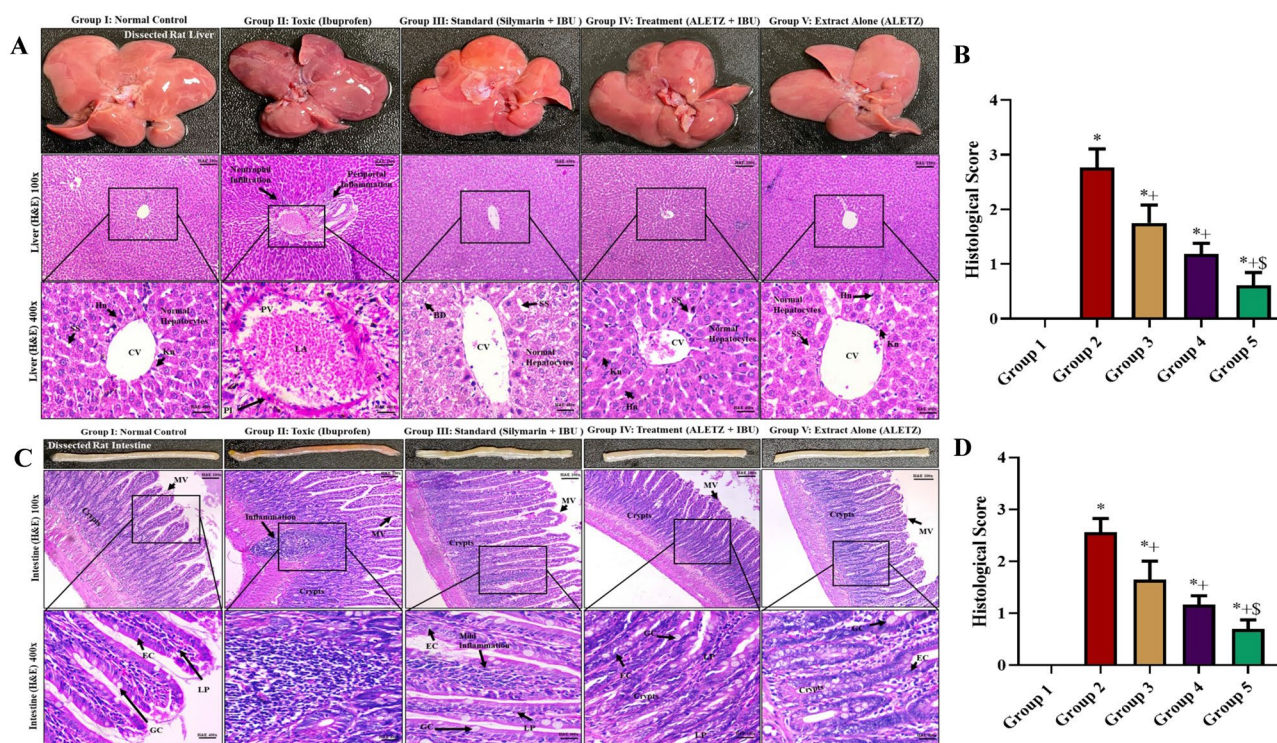 Group I: Normal Control
Group II: Toxic (Ibuprofen)
Group III: Standard (Silymarin + IBU)
Group IV: Treatment (ALETZ + IBU)
Group V: Extract Alone (ALETZ)
A
Dissected Rat Liver
Liver (H&E) 100x
Neutrophil
Infiltration
Periportal
Inflammation
Liver (H&E) 400x
Hn
SS
Normal
Hepatocytes
CV
Kn
PV
LA
PI
BD
SS
CV
Normal
Hepatocytes
SS
CV
Normal
Hepatocytes
Kn
Hn
Hn
Normal
Hepatocytes
SS
Kn
CV
B
Histological Score
4
3
2
1
0
*
*+
*+
*+$
Group 1
Group 2
Group 3
Group 4
Group 5
Group I: Normal Control
Group II: Toxic (Ibuprofen)
Group III: Standard (Silymarin + IBU )
Group IV: Treatment (ALETZ + IBU)
Group V: Extract Alone (ALETZ)
C
Dissected Rat Intestine
Intestine (H&E) 100x
MV
Crypts
Inflammation
MV
Crypts
MV
Crypts
MV
Crypts
MV
Crypts
Intestine (H&E) 400x
EC
LP
GC
EC
Mild
Inflammation
GC
LP
GC
LP
EC
Crypts
LP
GC
EC
Crypts
D
Histological Score
4
3
2
1
0
*
*+
*+
*+$
Group 1
Group 2
Group 3
Group 4
Group 5